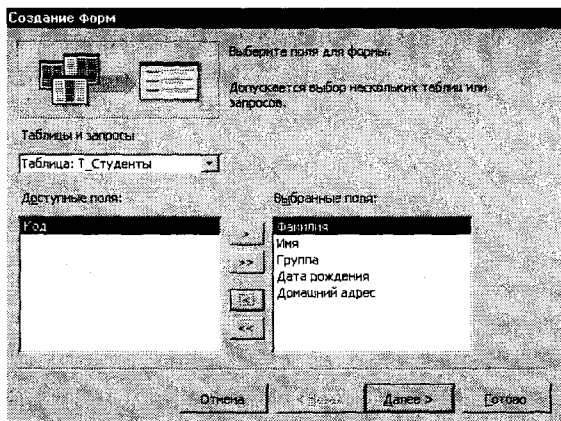 Создание форм
Выберите поля для формы.
Допускается выбор нескольких таблиц или
запросов.
Таблицы и запросы
Таблица: Т_Студенты
Доступные поля:
Выбранные поля:
Код
>
>>
<
<<
Фамилия
Имя
Группа
Дата рождения
Домашний адрес
Отмена
< Назад
Далее >
Готово